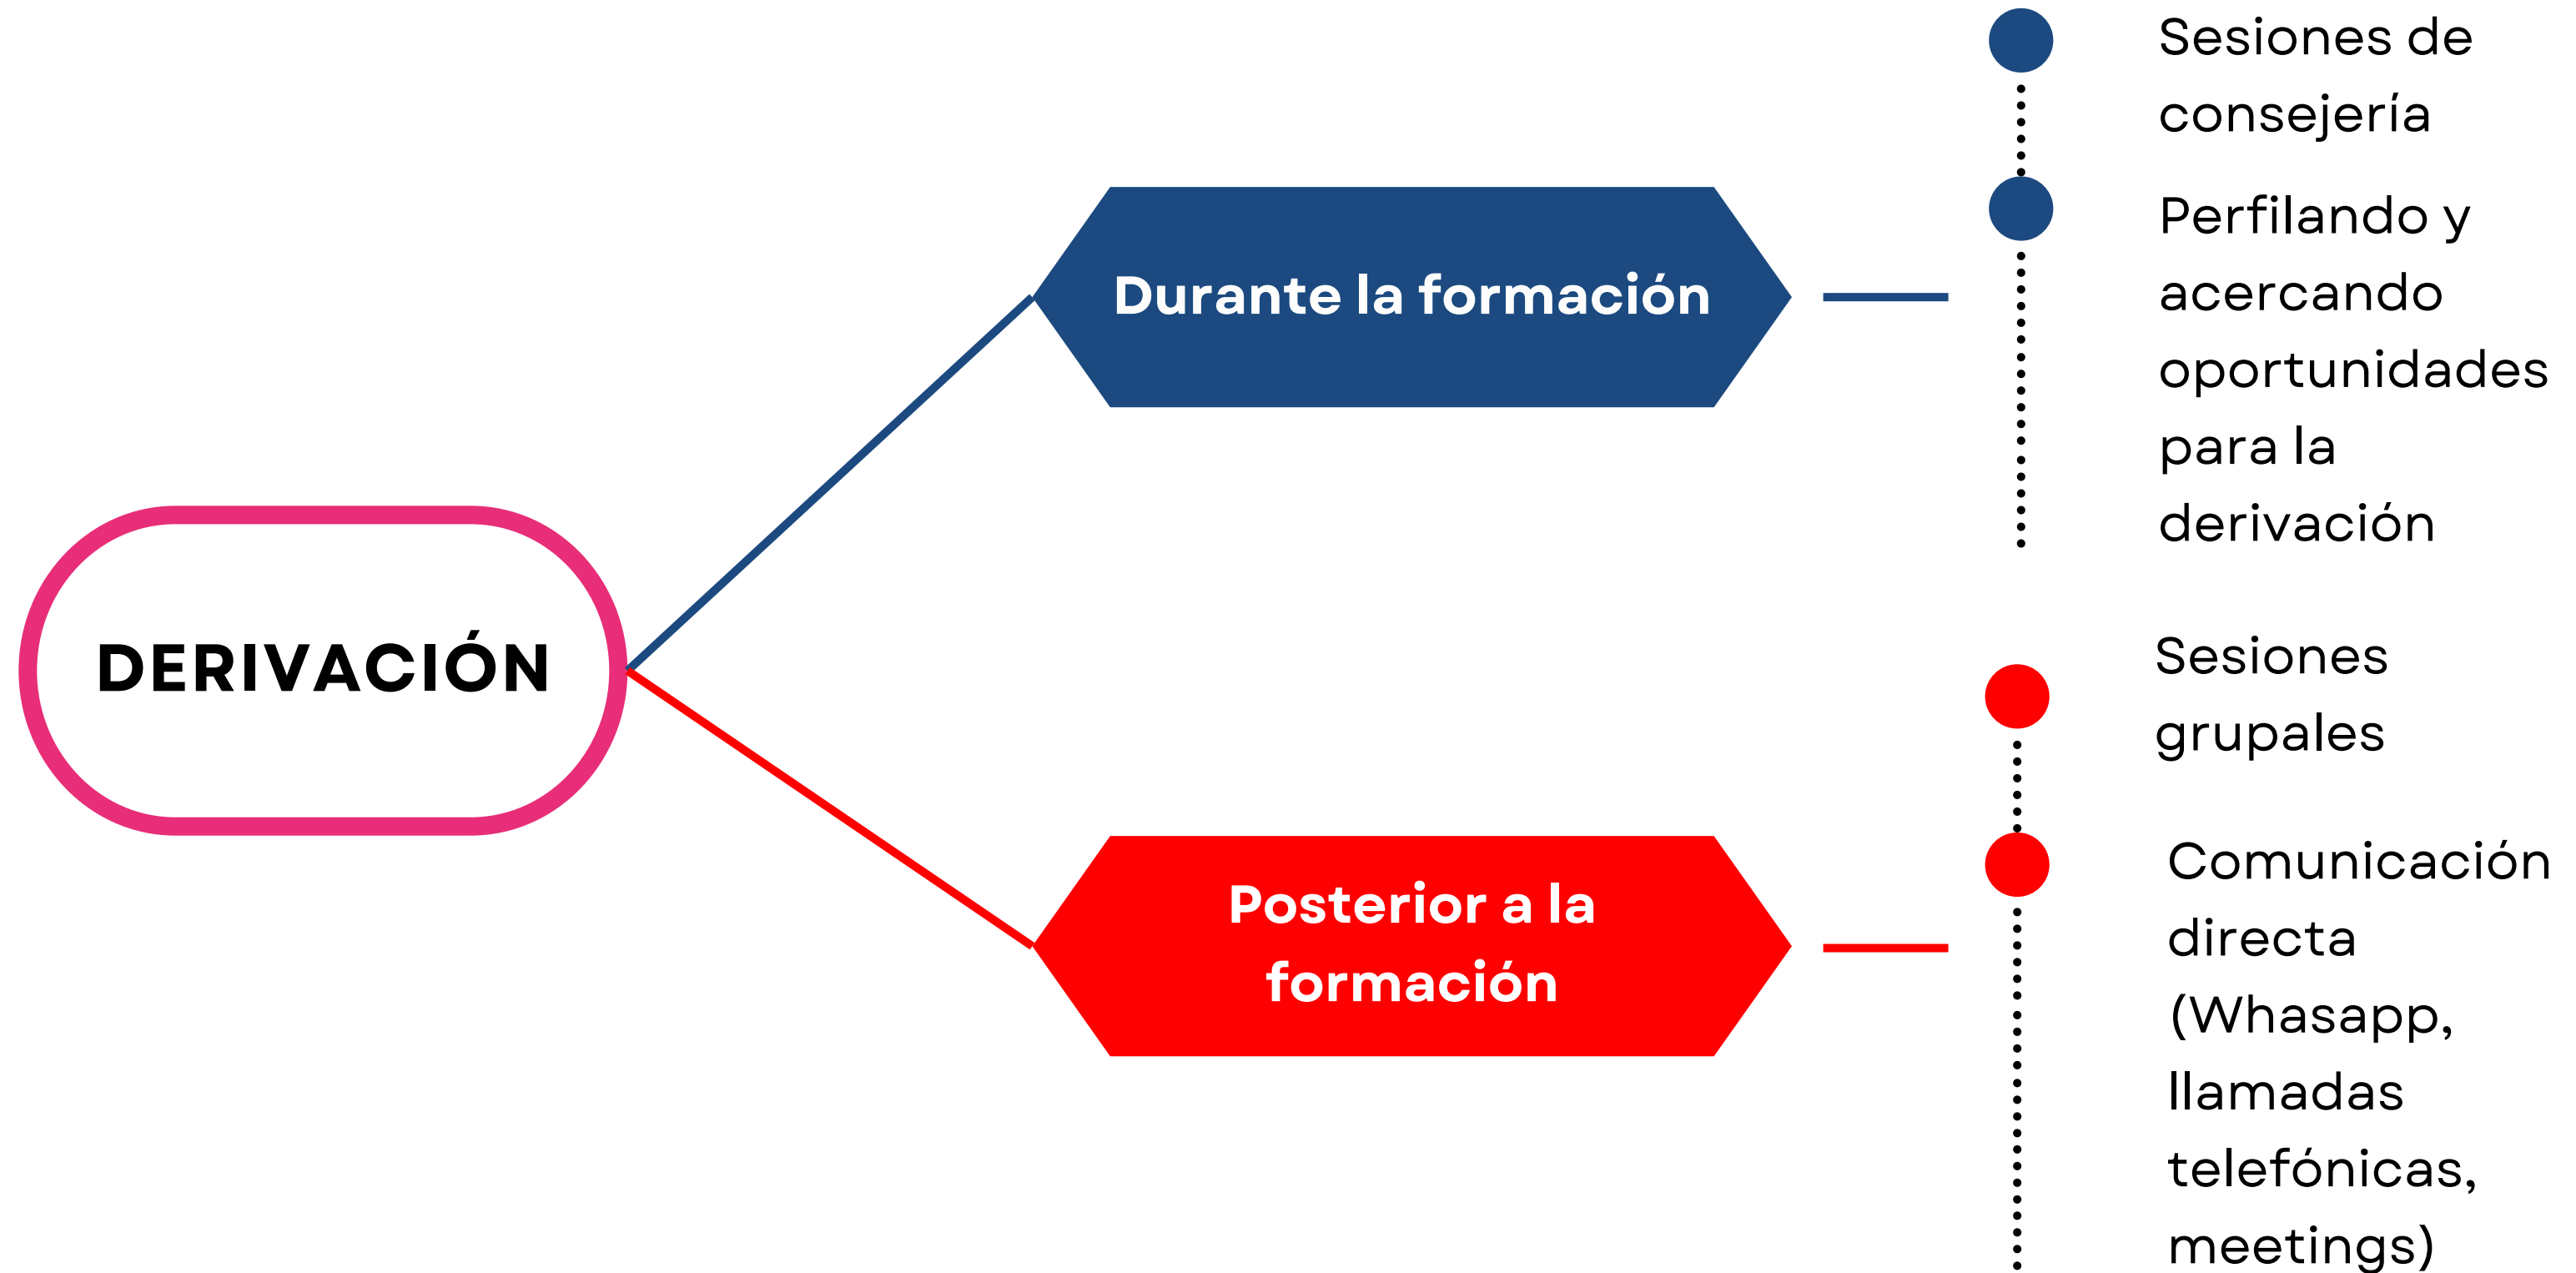 DERIVACIÓN
Durante la formación
Sesiones de
consejería
Perfilando y
acercando
oportunidades
para la
derivación
Posterior a la
formación
Sesiones
grupales
Comunicación
directa
(Whasapp,
llamadas
telefónicas,
meetings)